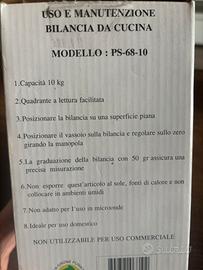 USO E MANUTENZIONE
BILANCIA DA CUCINA
MODELLO : PS-68-10
1.Capacità 10 kg
2.Quadrante a lettura facilitata
3.Posizionare la bilancia su una superficie piana
4.Posizionare il vassoio sulla bilancia e regolare sullo zero
girando la manopola
5.La graduazione della bilancia con 50 gr assicura una
precisa misurazione
6.Non esporre quest'articolo al sole, fonti di calore e non
collocare in ambienti umidi
7.Non adatto per l'uso in microonde
8.Ideale per uso domestico
NON UTILIZZABILE PER USO COMMERCIALE